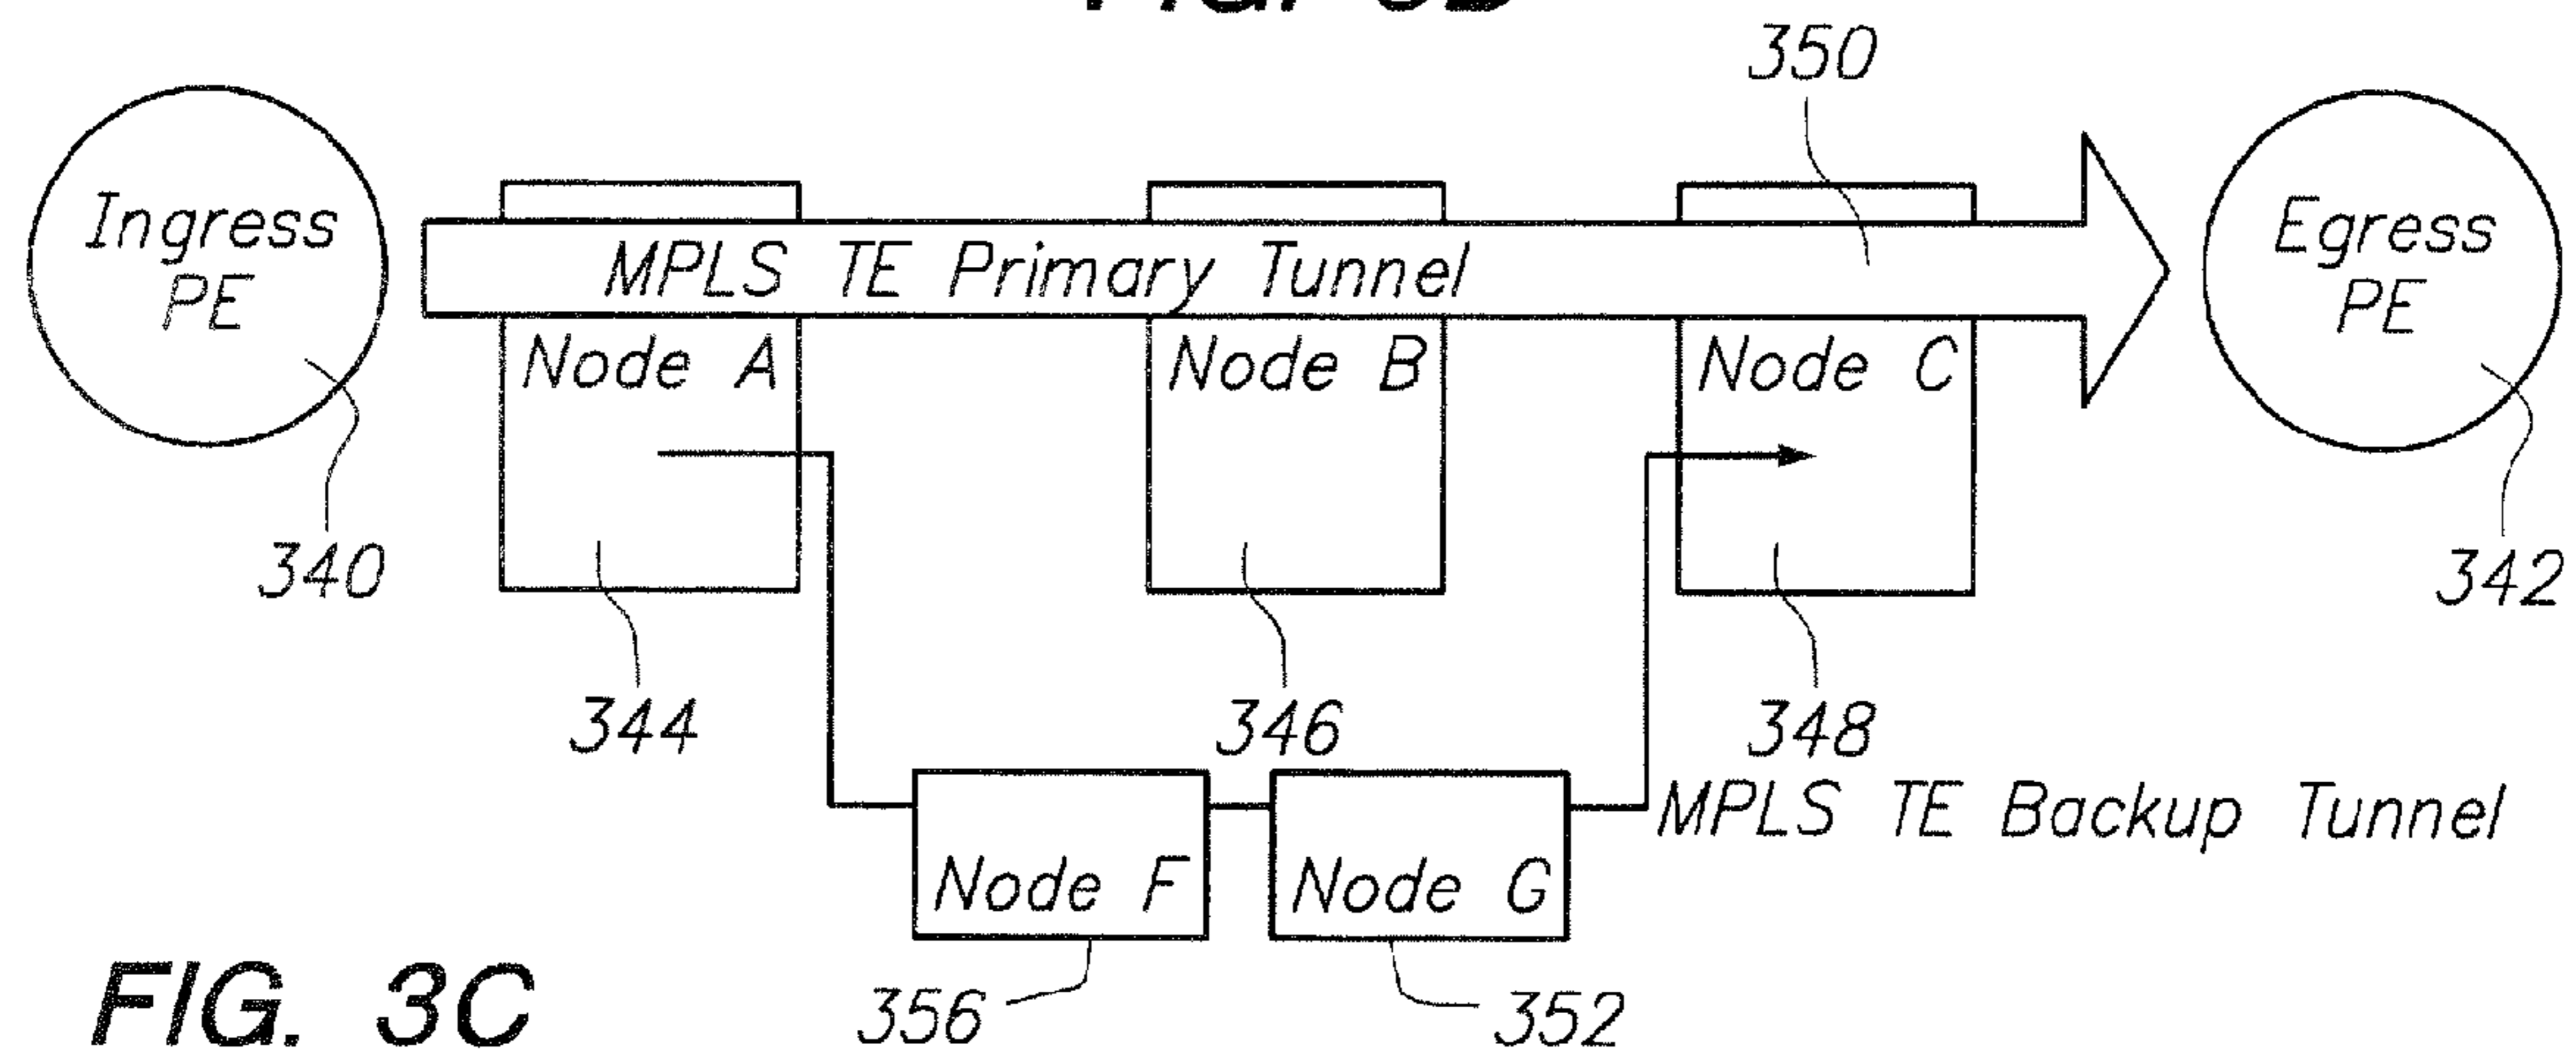 350
Ingress
PE
MPLS TE Primary Tunnel
Egress
PE
Node A
Node B
Node C
340
342
344
346
348
MPLS TE Backup Tunnel
Node F
Node G
356
352
FIG. 3C